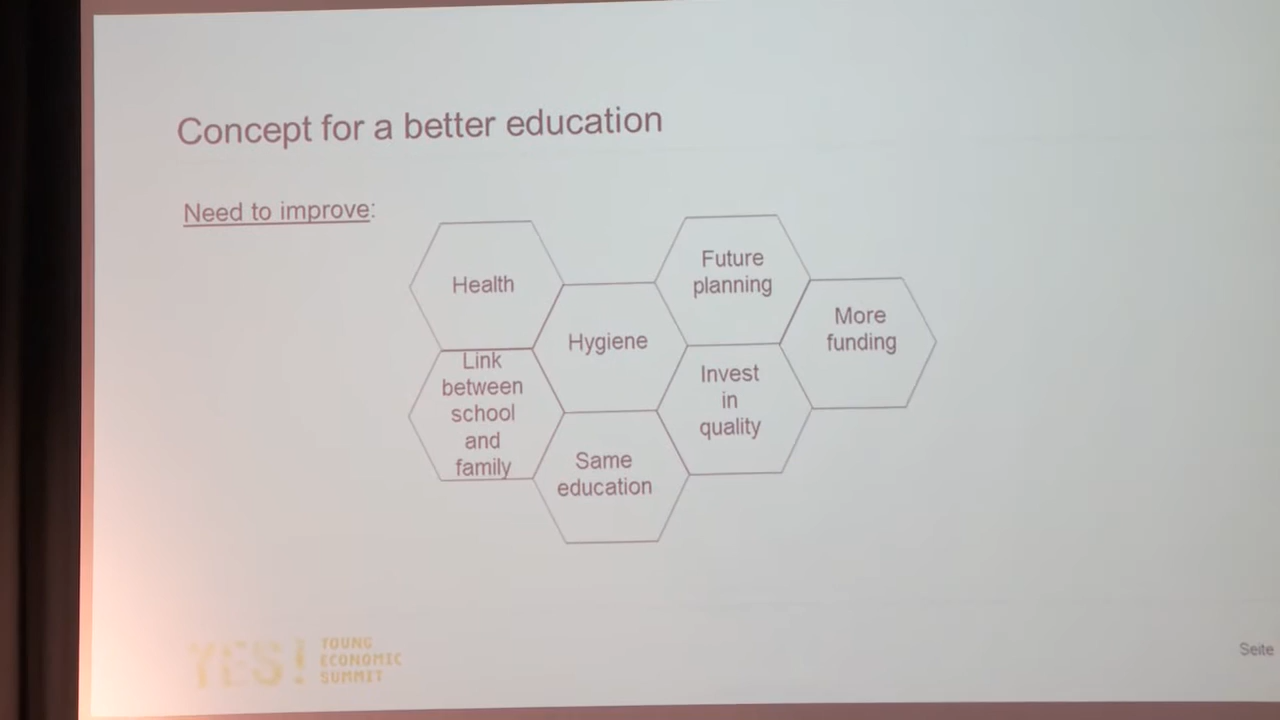 Concept for a better education
Need to improve:
Health
Hygiene
Future
planning
More
funding
Link
between
school
and
family
Same
education
Invest
in
quality
YES!
YOUNG
ECONOMIC
SUMMIT
Seite